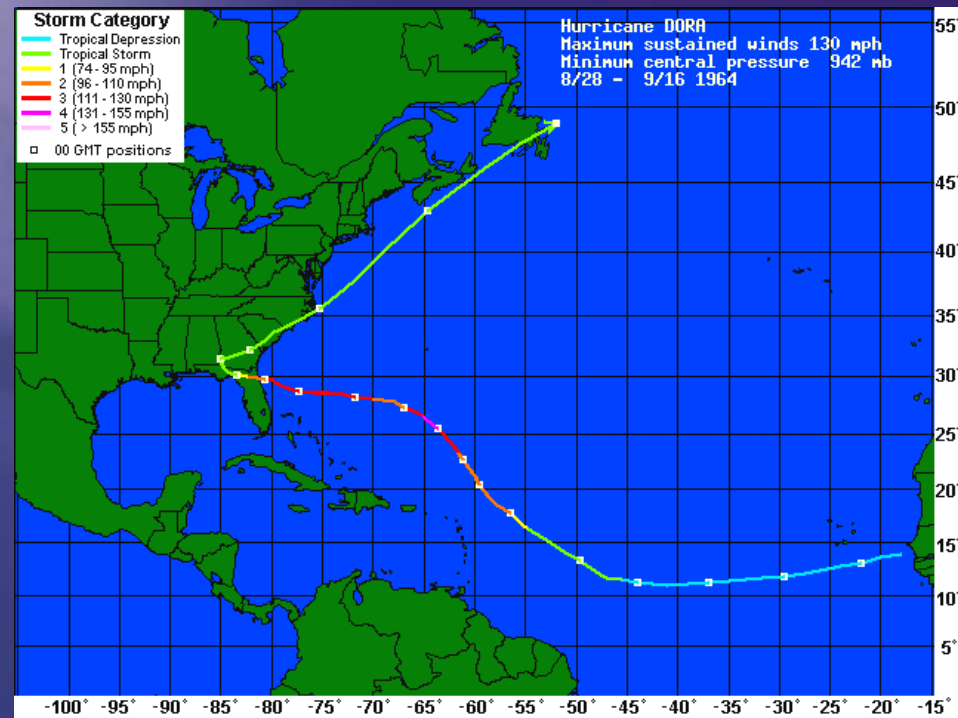 Storm Category
Tropical Depression
Tropical Storm
1 (74 - 95 mph)
2 (96 - 110 mph)
3 (111 - 130 mph)
4 (131 - 155 mph)
5 ( > 155 mph)
00 GMT positions
Hurricane DORA
Maximum sustained winds 130 mph
Minimum central pressure 942 mb
8/28 - 9/16 1964
55°
50°
45°
40°
35°
30°
25°
20°
15°
10°
5°
-100° -95° -90° -85° -80° -75° -70° -65° -60° -55° -50° -45° -40° -35° -30° -25° -20° -15°